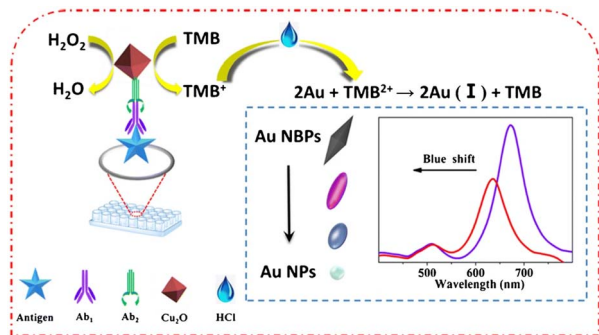 H₂O₂
TMB
H₂O
TMB⁺
2Au + TMB²⁺ → 2Au ( I ) + TMB
Au NBPs
Au NPs
Blue shift
500
600
700
Wavelength (nm)
Antigen
Ab₁
Ab₂
Cu₂O
HCl